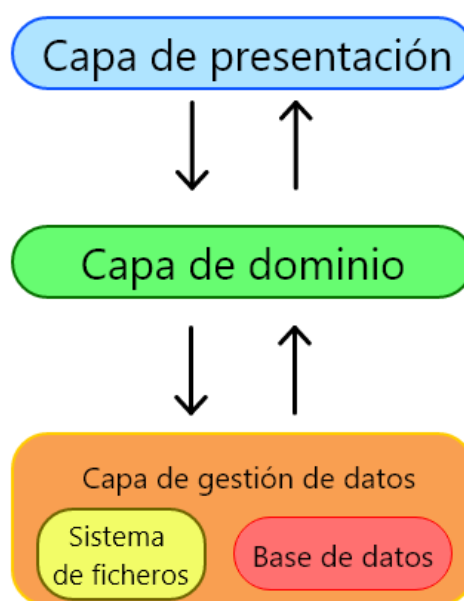 Capa de presentación
Capa de dominio
Capa de gestión de datos
Sistema
de ficheros
Base de datos